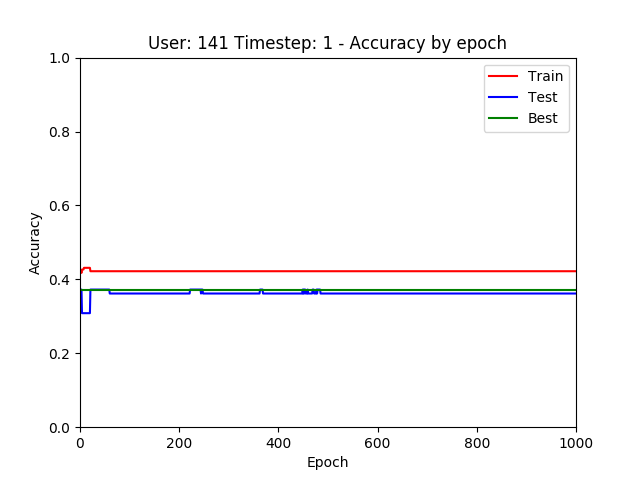 User: 141 Timestep: 1 - Accuracy by epoch
1.0
0.8
0.6
0.4
0.2
0.0
Accuracy
Train
Test
Best
0 200 400 600 800 1000
Epoch